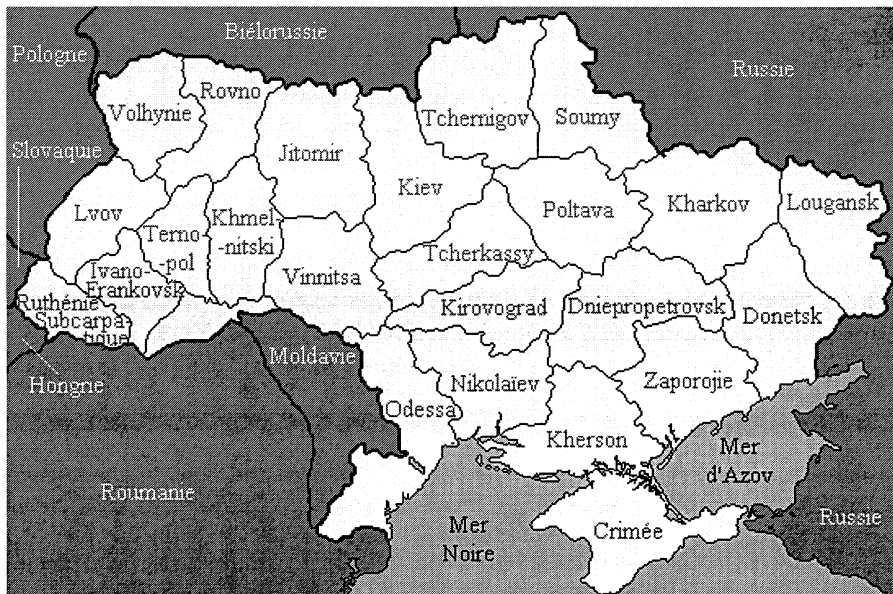 Biélorussie
Pologne
Russie
Rovno
Volhynie
Tchernigov
Soumy
Jitomir
Slovaquie
Kiev
Lvov
Khmel-
-nitski
Terno-
-pol
Poltava
Kharkov
Lougansk
Tcherkassy
Vinnitsa
Ivano-
Frankovsk
Ruthénie
Subcarpa
tique
Kirovograd
Dniepropetrovsk
Donetsk
Moldavie
Hongrie
Nikolaïev
Zaporojie
Odessa
Kherson
Mer
d'Azov
Roumanie
Mer
Noire
Crimée
Russie